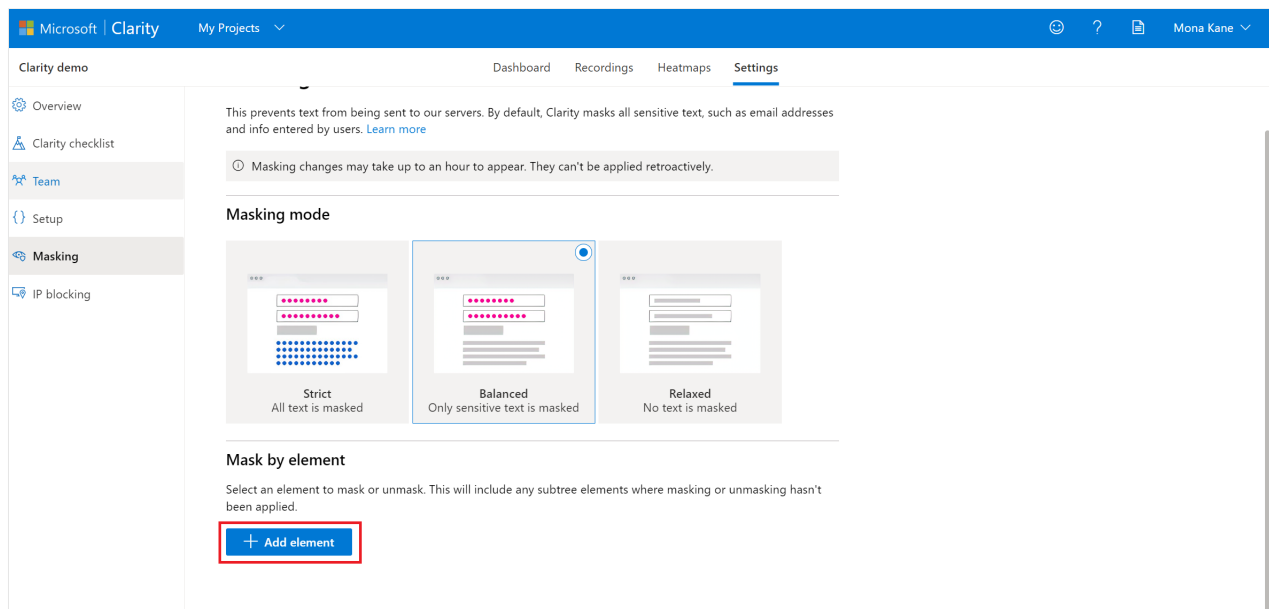 Microsoft | Clarity My Projects Mona Kane
Clarity demo Dashboard Recordings Heatmaps Settings
Overview
Clarity checklist
Team
Setup
Masking
IP blocking
This prevents text from being sent to our servers. By default, Clarity masks all sensitive text, such as email addresses
and info entered by users. Learn more
Masking changes may take up to an hour to appear. They can't be applied retroactively.
Masking mode
Strict
All text is masked
Balanced
Only sensitive text is masked
Relaxed
No text is masked
Mask by element
Select an element to mask or unmask. This will include any subtree elements where masking or unmasking hasn't
been applied.
+ Add element